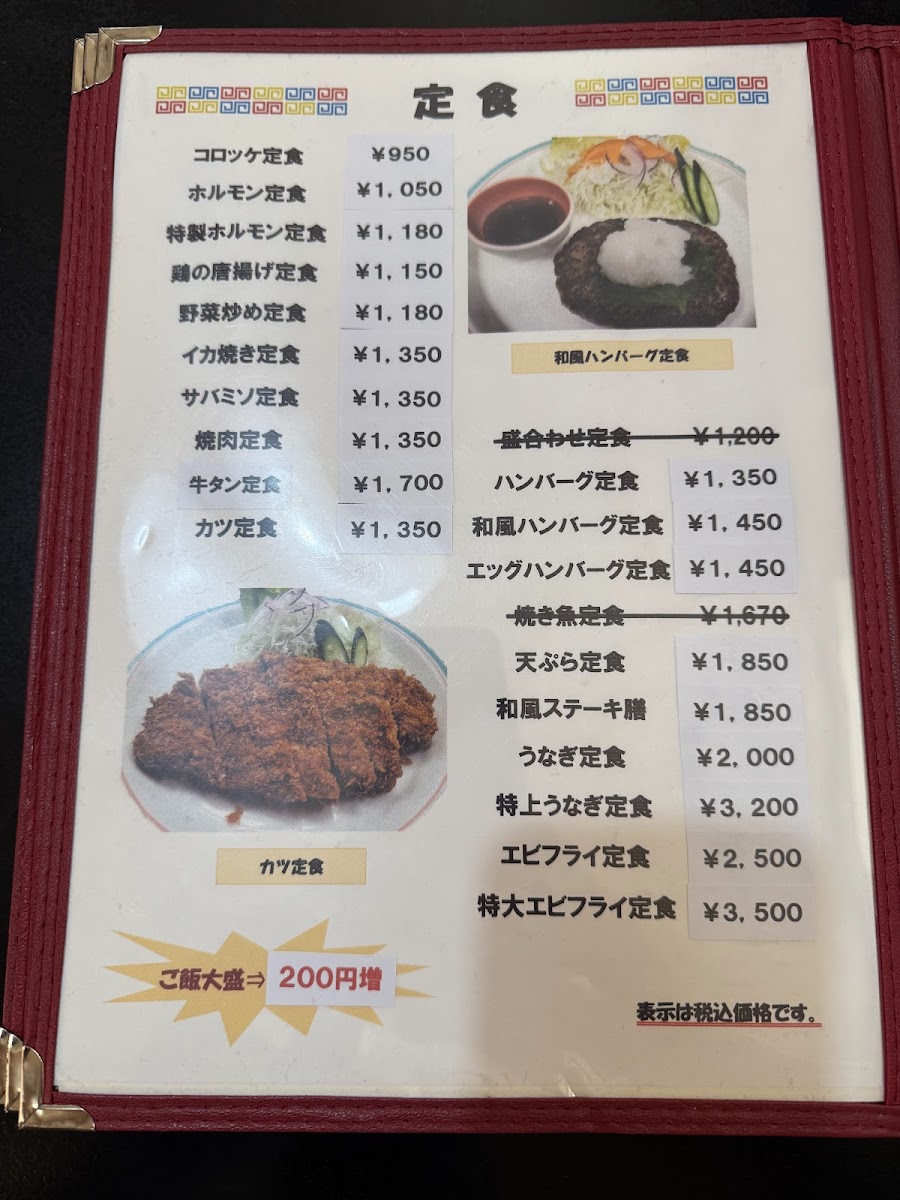 定食
コロッケ定食 ¥950
ホルモン定食 ¥1,050
特製ホルモン定食 ¥1,180
鶏の唐揚げ定食 ¥1,150
野菜炒め定食 ¥1,180
イカ焼き定食 ¥1,350
サバミソ定食 ¥1,350
焼肉定食 ¥1,350
牛タン定食 ¥1,700
カツ定食 ¥1,350
カツ定食
ご飯大盛⇒ 200円増
和風ハンバーグ定食
盛合わせ定食 ¥1,200
ハンバーグ定食 ¥1,350
和風ハンバーグ定食 ¥1,450
エッグハンバーグ定食 ¥1,450
焼き魚定食 ¥1,670
天ぷら定食 ¥1,850
和風ステーキ膳 ¥1,850
うなぎ定食 ¥2,000
特上うなぎ定食 ¥3,200
エビフライ定食 ¥2,500
特大エビフライ定食 ¥3,500
表示は税込価格です。